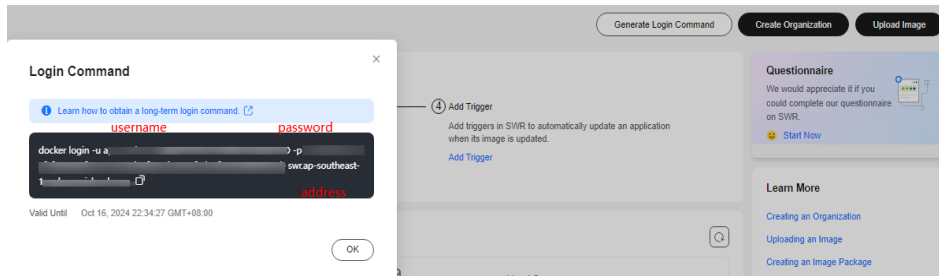 Generate Login Command
Create Organization
Upload Image
Login Command
Learn how to obtain a long-term login command.
username
password
docker login -u a
-p
swr.ap-southeast-
1
address
Valid Until Oct 16, 2024 22:34:27 GMT+08:00
OK
4 Add Trigger
Add triggers in SWR to automatically update an application
when its image is updated.
Add Trigger
Questionnaire
We would appreciate it if you
could complete our questionnaire
on SWR.
Start Now
Learn More
Creating an Organization
Uploading an Image
Creating an Image Package